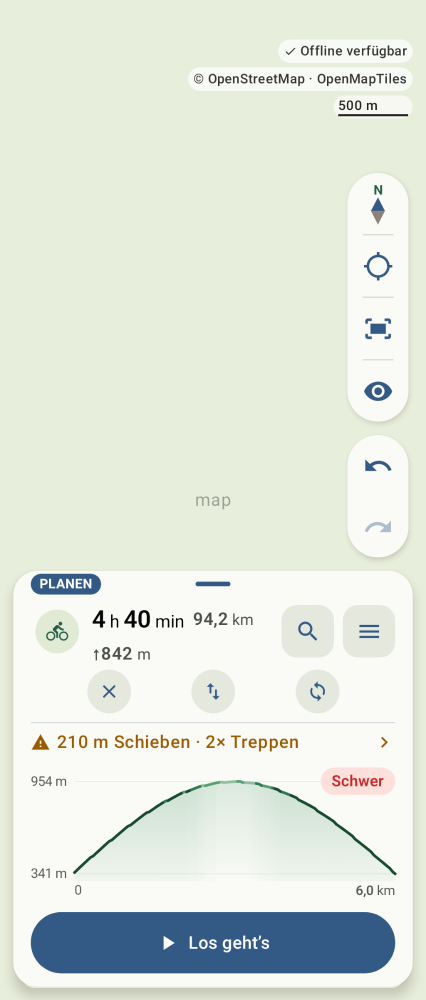 ✓ Offline verfügbar
© OpenStreetMap · OpenMapTiles
500 m
N
map
PLANEN
4 h 40 min 94,2 km
↑842 m
210 m Schieben · 2× Treppen
954 m
Schwer
341 m
0
6,0 km
Los geht’s